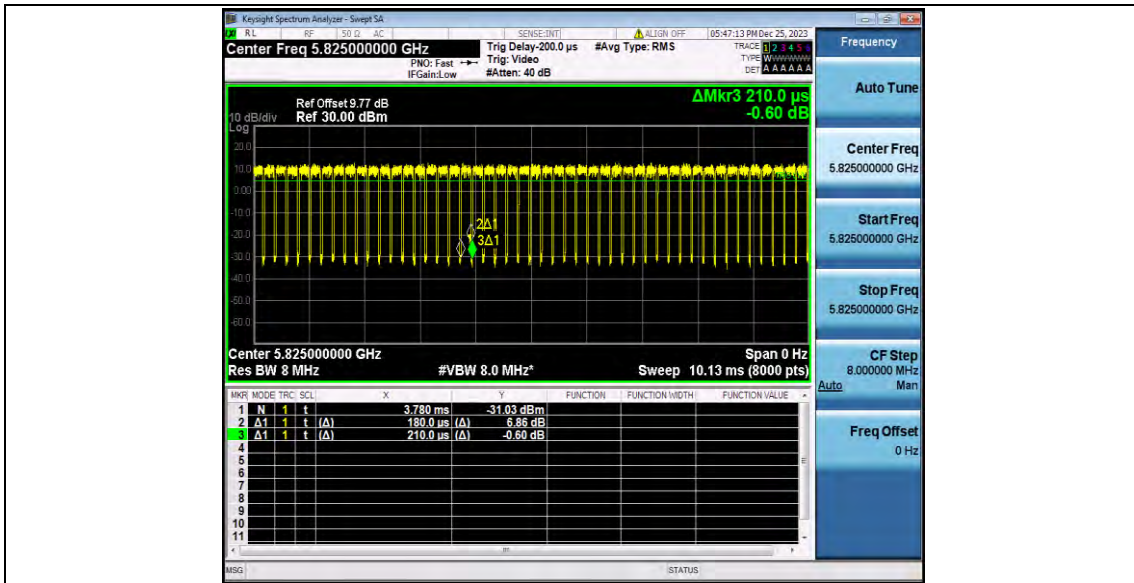 Keysight Spectrum Analyzer - Swept SA
RL RF 50 Ω AC SENSE:INT ALIGN OFF 05:47:13 PM Dec 25, 2023
Center Freq 5.825000000 GHz
PNO: Fast
IFGain:Low
Trig Delay-200.0 µs
Trig: Video
#Atten: 40 dB
#Avg Type: RMS
TRACE 1 2 3 4 5 6
TYPE W
DET A A A A A A
ΔMkr3 210.0 µs
-0.60 dB
Ref Offset 9.77 dB
10 dB/div Ref 30.00 dBm
Log
20.0
10.0
0.00
-10.0
-20.0
-30.0
-40.0
-50.0
-60.0
2Δ1
3Δ1
Center 5.825000000 GHz Span 0 Hz
Res BW 8 MHz #VBW 8.0 MHz* Sweep 10.13 ms (8000 pts)
MKR MODE TRC SCL X Y FUNCTION FUNCTION WIDTH FUNCTION VALUE
1 N 1 t 3.780 ms -31.03 dBm
2 Δ1 1 t (Δ) 180.0 µs (Δ) 6.86 dB
3 Δ1 1 t (Δ) 210.0 µs (Δ) -0.60 dB
4
5
6
7
8
9
10
11
MSG STATUS
Frequency
Auto Tune
Center Freq
5.825000000 GHz
Start Freq
5.825000000 GHz
Stop Freq
5.825000000 GHz
CF Step
8.000000 MHz
Auto Man
Freq Offset
0 Hz